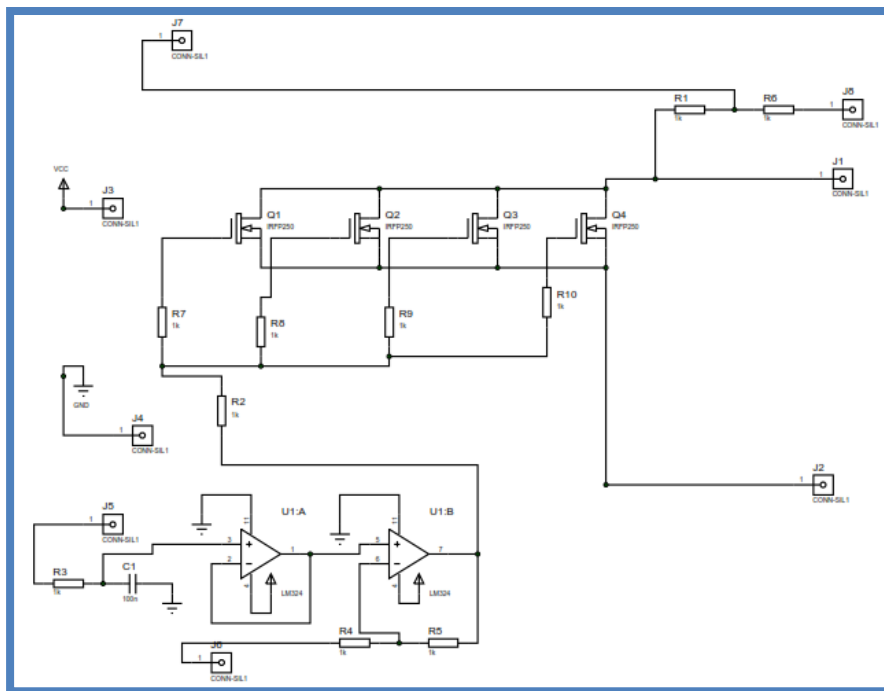 J7
1
CONN-SIL1
R1
1k
R6
1k
J8
1
CONN-SIL1
VCC
J3
1
CONN-SIL1
J1
1
CONN-SIL1
Q1
IRFP250
Q2
IRFP250
Q3
IRFP250
Q4
IRFP250
R7
1k
R8
1k
R9
1k
R10
1k
GND
R2
1k
J4
1
CONN-SIL1
J2
1
CONN-SIL1
J5
1
CONN-SIL1
R3
1k
C1
100n
U1:A
11
3
2
1
4
LM324
U1:B
11
5
6
7
4
LM324
R4
1k
R5
1k
J6
1
CONN-SIL1